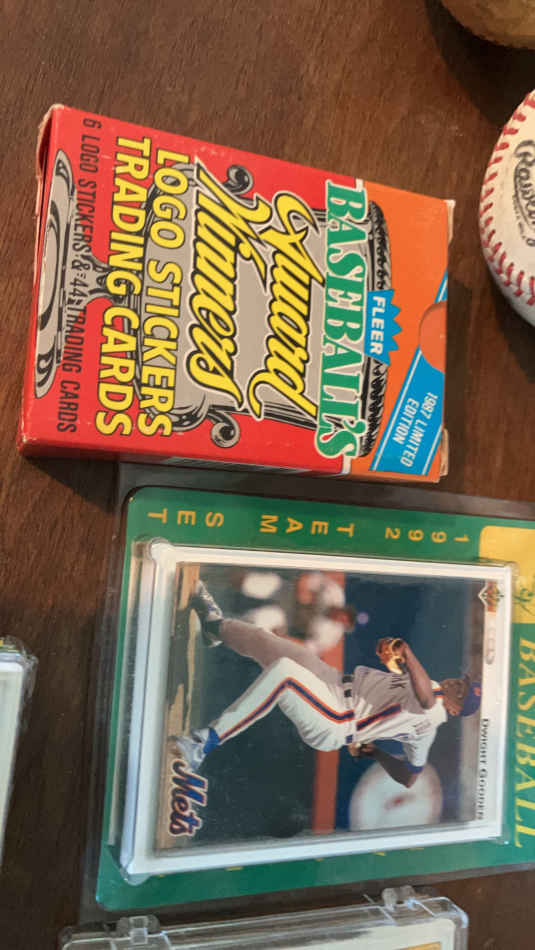 1987 LIMITED
EDITION
FLEER
BASEBALL'S
Award
Winners
LOGO STICKERS
TRADING CARDS
6 LOGO STICKERS & 44 TRADING CARDS
BASEBALL
DWIGHT GOODEN
Mets
1992 TEAM SET